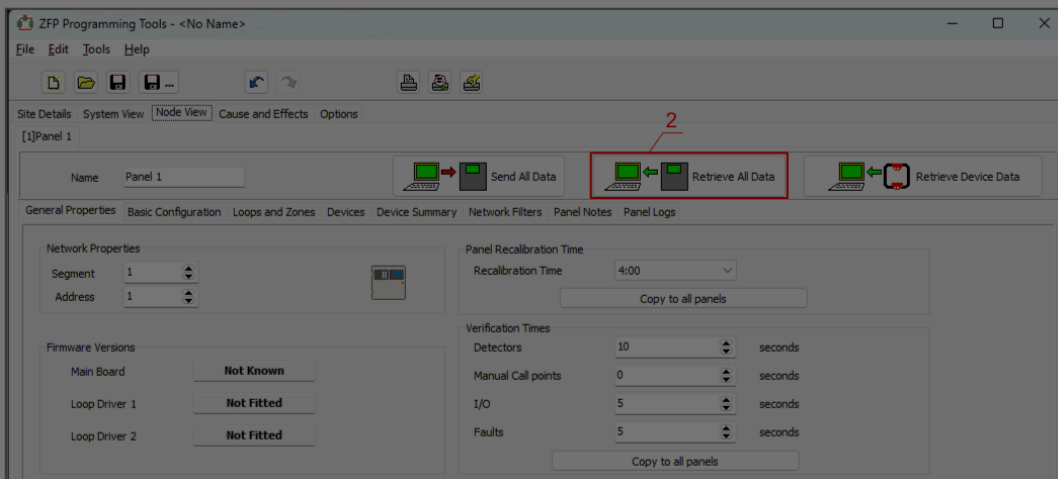 ZFP Programming Tools - <No Name>
File Edit Tools Help
...
Site Details System View Node View Cause and Effects Options
2
[1]Panel 1
Name Panel 1 Send All Data Retrieve All Data Retrieve Device Data
General Properties Basic Configuration Loops and Zones Devices Device Summary Network Filters Panel Notes Panel Logs
Network Properties
Segment 1
Address 1
Panel Recalibration Time
Recalibration Time 4:00
Copy to all panels
Firmware Versions
Main Board Not Known
Loop Driver 1 Not Fitted
Loop Driver 2 Not Fitted
Verification Times
Detectors 10 seconds
Manual Call points 0 seconds
I/O 5 seconds
Faults 5 seconds
Copy to all panels